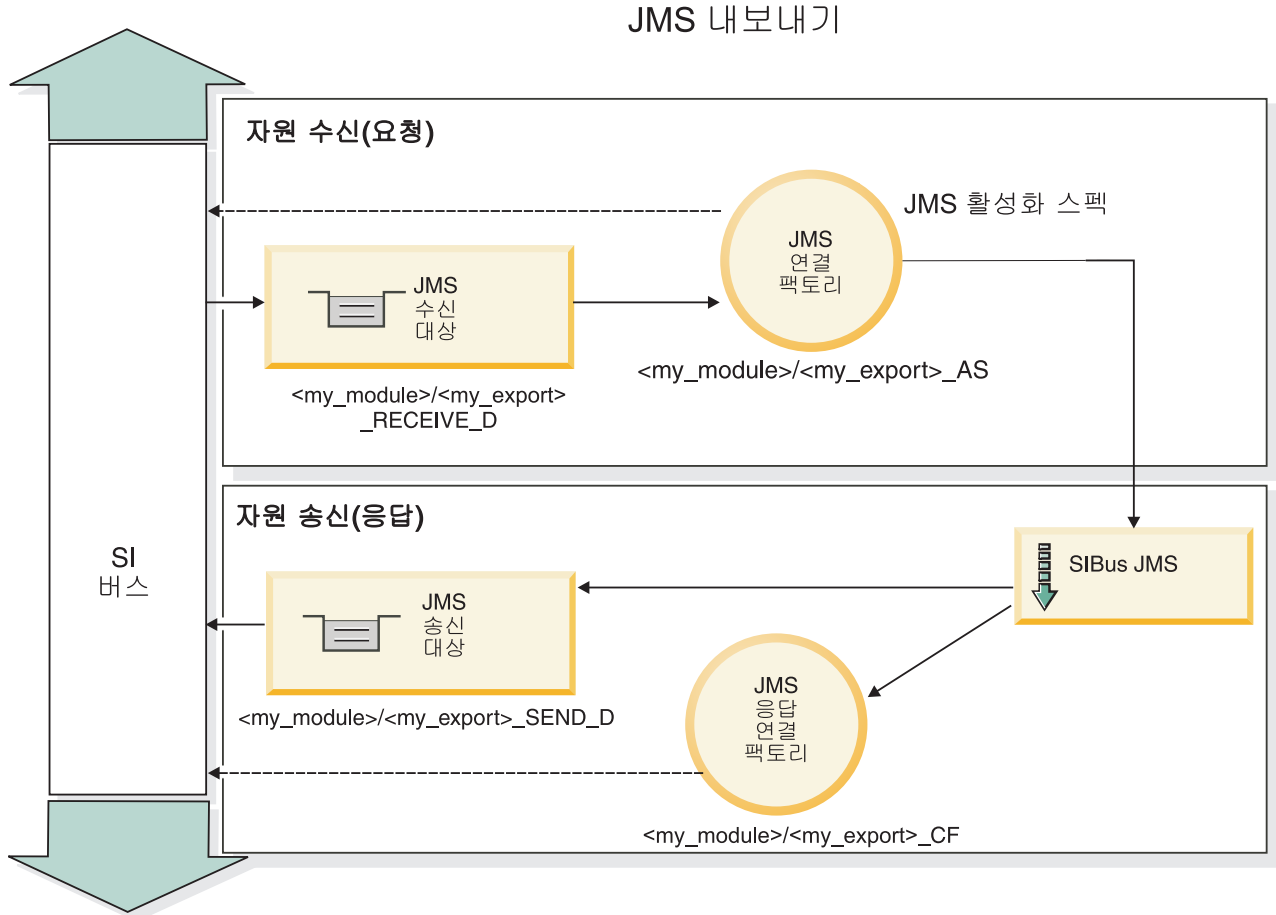 JMS 내보내기
자원 수신(요청)
JMS 활성화 스펙
JMS
연결
팩토리
JMS
수신
대상
<my_module>/<my_export>_AS
<my_module>/<my_export>
_RECEIVE_D
자원 송신(응답)
SI
버스
SIBus JMS
JMS
송신
대상
<my_module>/<my_export>_SEND_D
JMS
응답
연결
팩토리
<my_module>/<my_export>_CF